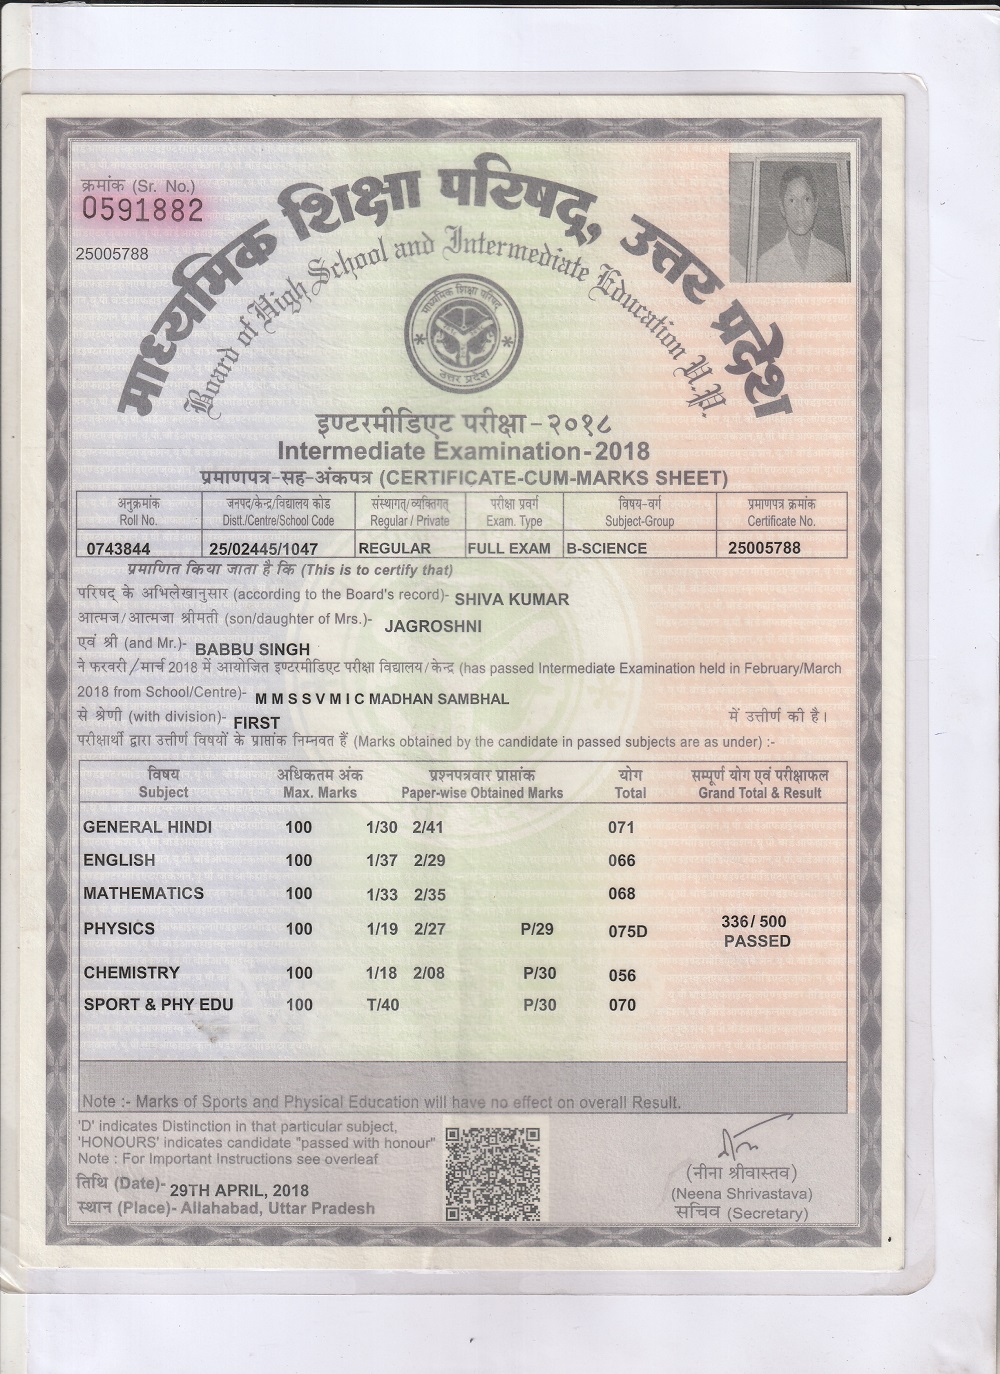 क्रमांक (Sr. No.)
0591882
25005788
माध्यमिक शिक्षा परिषद्, उत्तर प्रदेश
Board of High School and Intermediate Education U.P.
माध्यमिक शिक्षा परिषद्
उत्तर प्रदेश
इण्टरमीडिएट परीक्षा-२०१८
Intermediate Examination-2018
प्रमाणपत्र-सह-अंकपत्र (CERTIFICATE-CUM-MARKS SHEET)
अनुक्रमांक जनपद/केन्द्र/विद्यालय कोड संस्थागत/व्यक्तिगत परीक्षा प्रवर्ग विषय-वर्ग प्रमाणपत्र क्रमांक
Roll No. Distt./Centre/School Code Regular / Private Exam. Type Subject-Group Certificate No.
0743844 25/02445/1047 REGULAR FULL EXAM B-SCIENCE 25005788
प्रमाणित किया जाता है कि (This is to certify that)
परिषद् के अभिलेखानुसार (according to the Board's record)- SHIVA KUMAR
आत्मज/आत्मजा श्रीमती (son/daughter of Mrs.)- JAGROSHNI
एवं श्री (and Mr.)- BABBU SINGH
ने फरवरी/मार्च 2018 में आयोजित इण्टरमीडिएट परीक्षा विद्यालय/केन्द्र (has passed Intermediate Examination held in February/March
2018 from School/Centre)- M M S S V M I C MADHAN SAMBHAL
से श्रेणी (with division)- FIRST में उत्तीर्ण की है।
परीक्षार्थी द्वारा उत्तीर्ण विषयों के प्राप्तांक निम्नवत हैं (Marks obtained by the candidate in passed subjects are as under) :-
विषय अधिकतम अंक प्रश्नपत्रवार प्राप्तांक योग सम्पूर्ण योग एवं परीक्षाफल
Subject Max. Marks Paper-wise Obtained Marks Total Grand Total & Result
GENERAL HINDI 100 1/30 2/41 071
ENGLISH 100 1/37 2/29 066
MATHEMATICS 100 1/33 2/35 068
PHYSICS 100 1/19 2/27 P/29 075D 336/ 500
PASSED
CHEMISTRY 100 1/18 2/08 P/30 056
SPORT & PHY EDU 100 T/40 P/30 070
Note :- Marks of Sports and Physical Education will have no effect on overall Result.
'D' indicates Distinction in that particular subject,
'HONOURS' indicates candidate "passed with honour"
Note : For Important Instructions see overleaf
तिथि (Date)- 29TH APRIL, 2018
स्थान (Place)- Allahabad, Uttar Pradesh
(नीना श्रीवास्तव)
(Neena Shrivastava)
सचिव (Secretary)